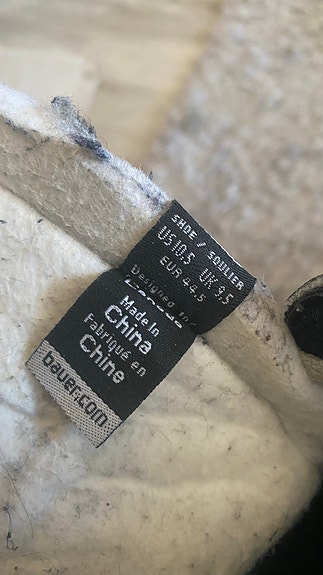 SHOE / SOULIER
US 10.5 UK 9.5
EUR 44.5
Designed in
Canada
Made in
China
Fabriqué en
Chine
bauer.com